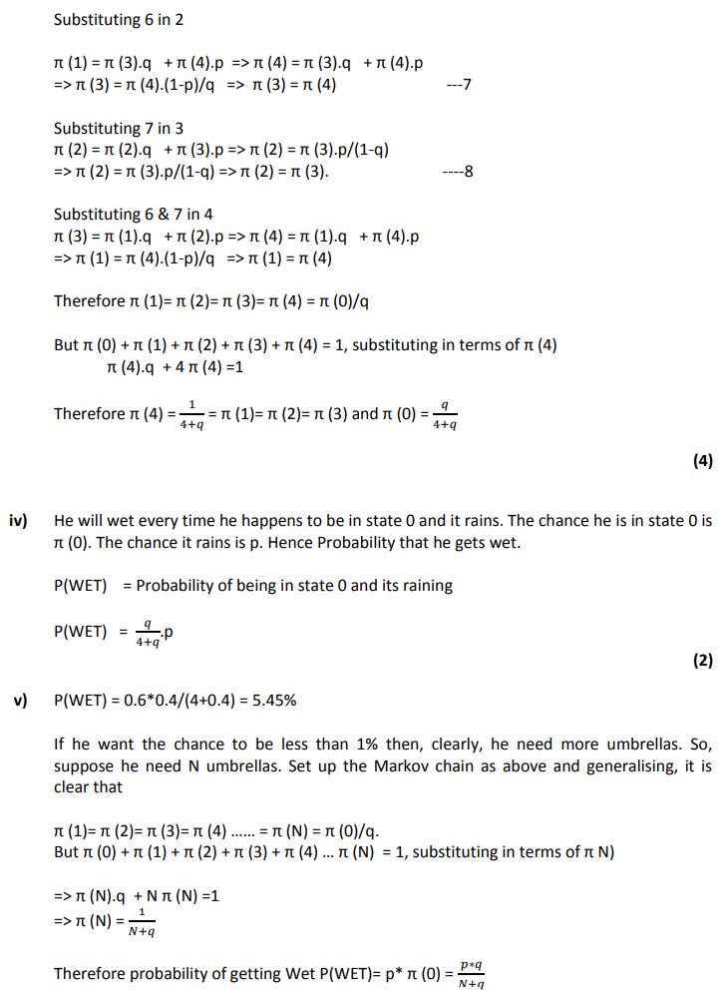 Substituting 6 in 2
π (1) = π (3).q + π (4).p => π (4) = π (3).q + π (4).p
=> π (3) = π (4).(1-p)/q => π (3) = π (4) ---7
Substituting 7 in 3
π (2) = π (2).q + π (3).p => π (2) = π (3).p/(1-q)
=> π (2) = π (3).p/(1-q) => π (2) = π (3). ----8
Substituting 6 & 7 in 4
π (3) = π (1).q + π (2).p => π (4) = π (1).q + π (4).p
=> π (1) = π (4).(1-p)/q => π (1) = π (4)
Therefore π (1)= π (2)= π (3)= π (4) = π (0)/q
But π (0) + π (1) + π (2) + π (3) + π (4) = 1, substituting in terms of π (4)
π (4).q + 4 π (4) =1
Therefore π (4) = 1/(4+q) = π (1)= π (2)= π (3) and π (0) = q/(4+q)
(4)
iv) He will wet every time he happens to be in state 0 and it rains. The chance he is in state 0 is
π (0). The chance it rains is p. Hence Probability that he gets wet.
P(WET) = Probability of being in state 0 and its raining
P(WET) = q/(4+q).p
(2)
v) P(WET) = 0.6*0.4/(4+0.4) = 5.45%
If he want the chance to be less than 1% then, clearly, he need more umbrellas. So,
suppose he need N umbrellas. Set up the Markov chain as above and generalising, it is
clear that
π (1)= π (2)= π (3)= π (4) …… = π (N) = π (0)/q.
But π (0) + π (1) + π (2) + π (3) + π (4) … π (N) = 1, substituting in terms of π N)
=> π (N).q + N π (N) =1
=> π (N) = 1/(N+q)
Therefore probability of getting Wet P(WET)= p* π (0) = p*q/(N+q)